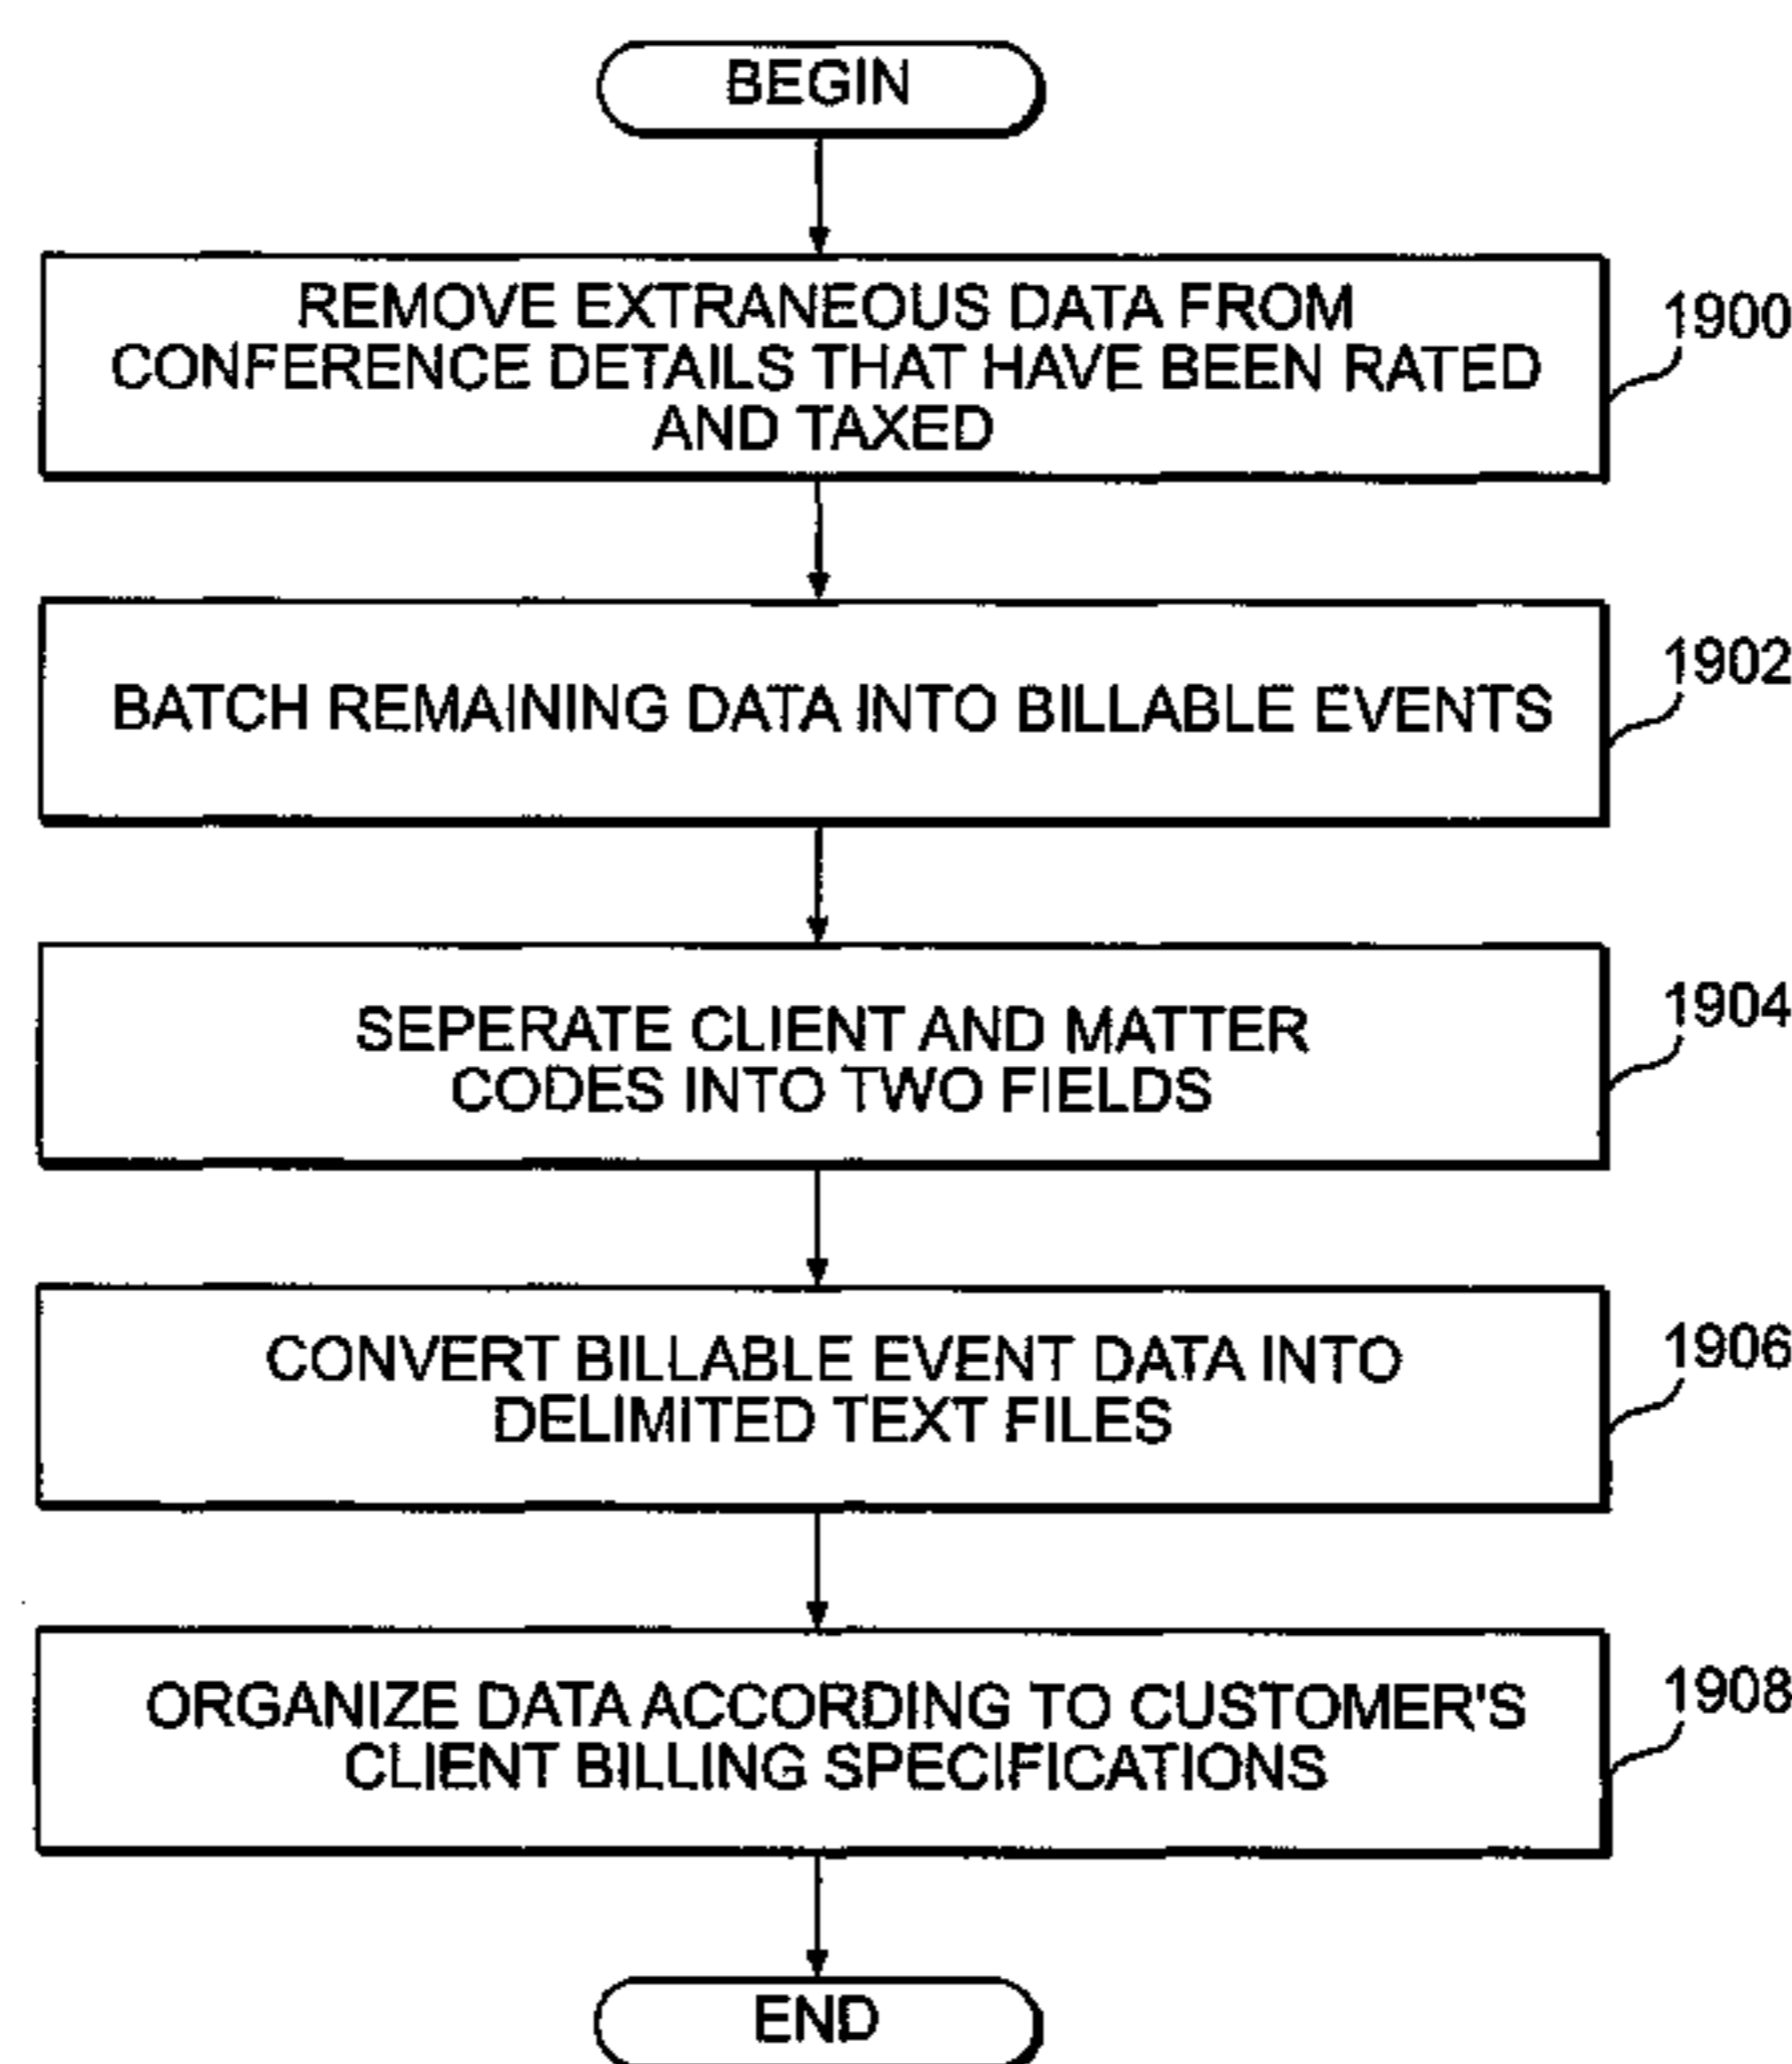 BEGIN
REMOVE EXTRANEOUS DATA FROM
CONFERENCE DETAILS THAT HAVE BEEN RATED
AND TAXED
1900
BATCH REMAINING DATA INTO BILLABLE EVENTS
1902
SEPERATE CLIENT AND MATTER
CODES INTO TWO FIELDS
1904
CONVERT BILLABLE EVENT DATA INTO
DELIMITED TEXT FILES
1906
ORGANIZE DATA ACCORDING TO CUSTOMER'S
CLIENT BILLING SPECIFICATIONS
1908
END